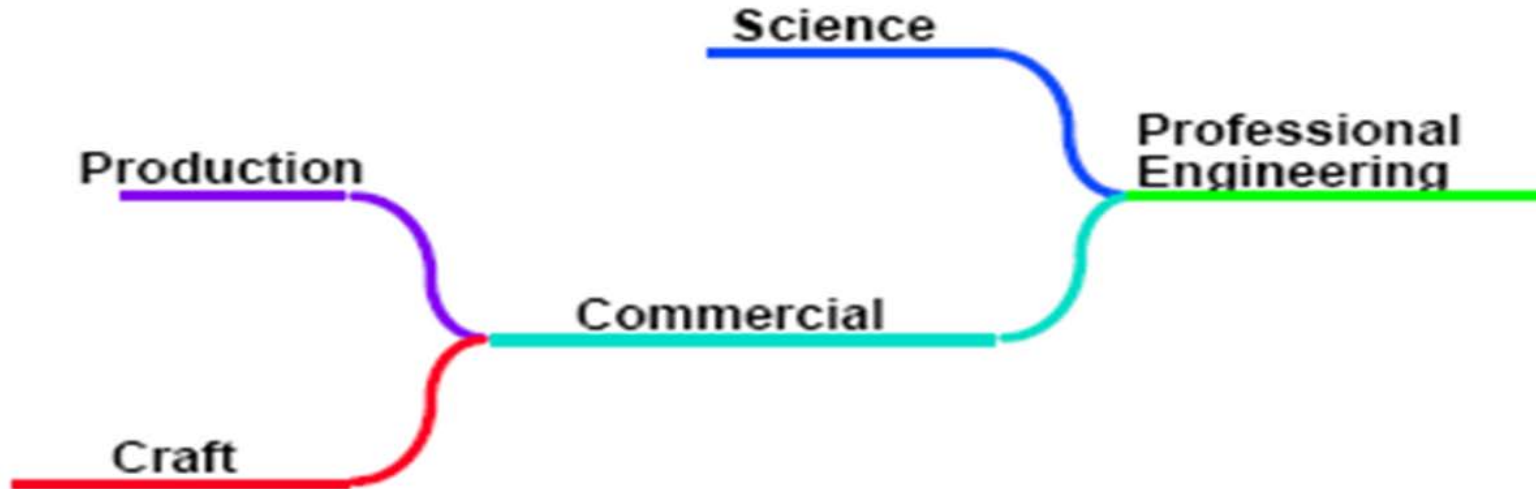 Science
Professional
Engineering
Production
Commercial
Craft